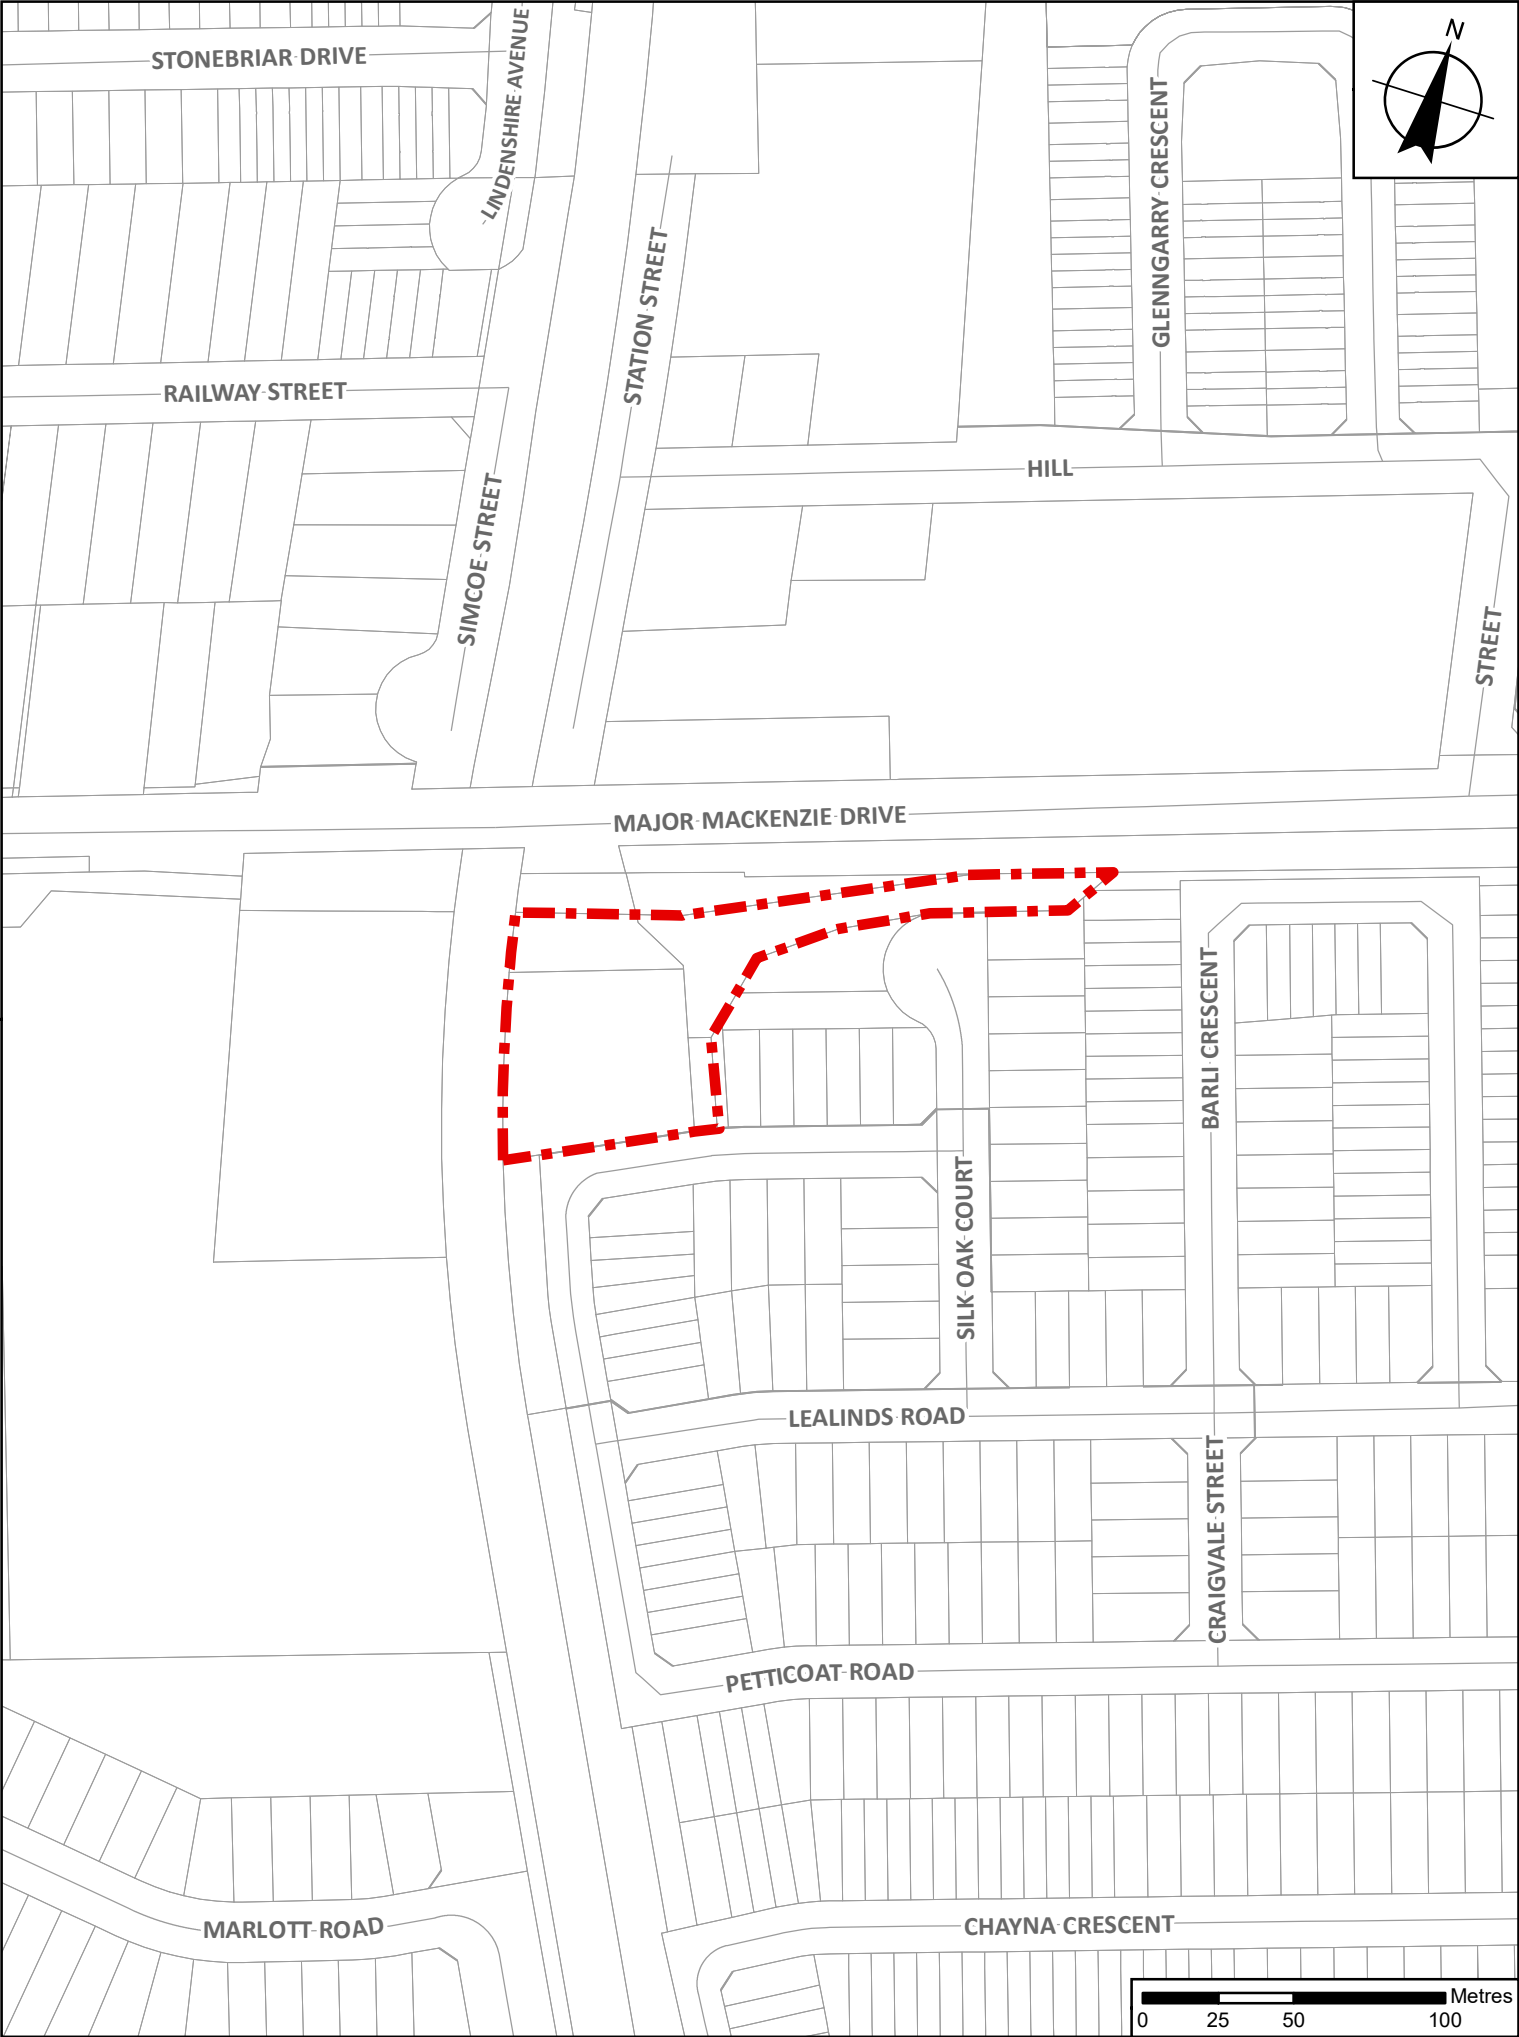 N
STONEBRIAR DRIVE
LINDENSHIRE AVENUE
GLENNGARRY CRESCENT
STATION STREET
RAILWAY STREET
HILL
SIMCOE STREET
STREET
MAJOR MACKENZIE DRIVE
BARLI CRESCENT
SILK OAK COURT
LEALINDS ROAD
CRAIGVALE STREET
PETTICOAT ROAD
MARLOTT ROAD
CHAYNA CRESCENT
Metres
0 25 50 100